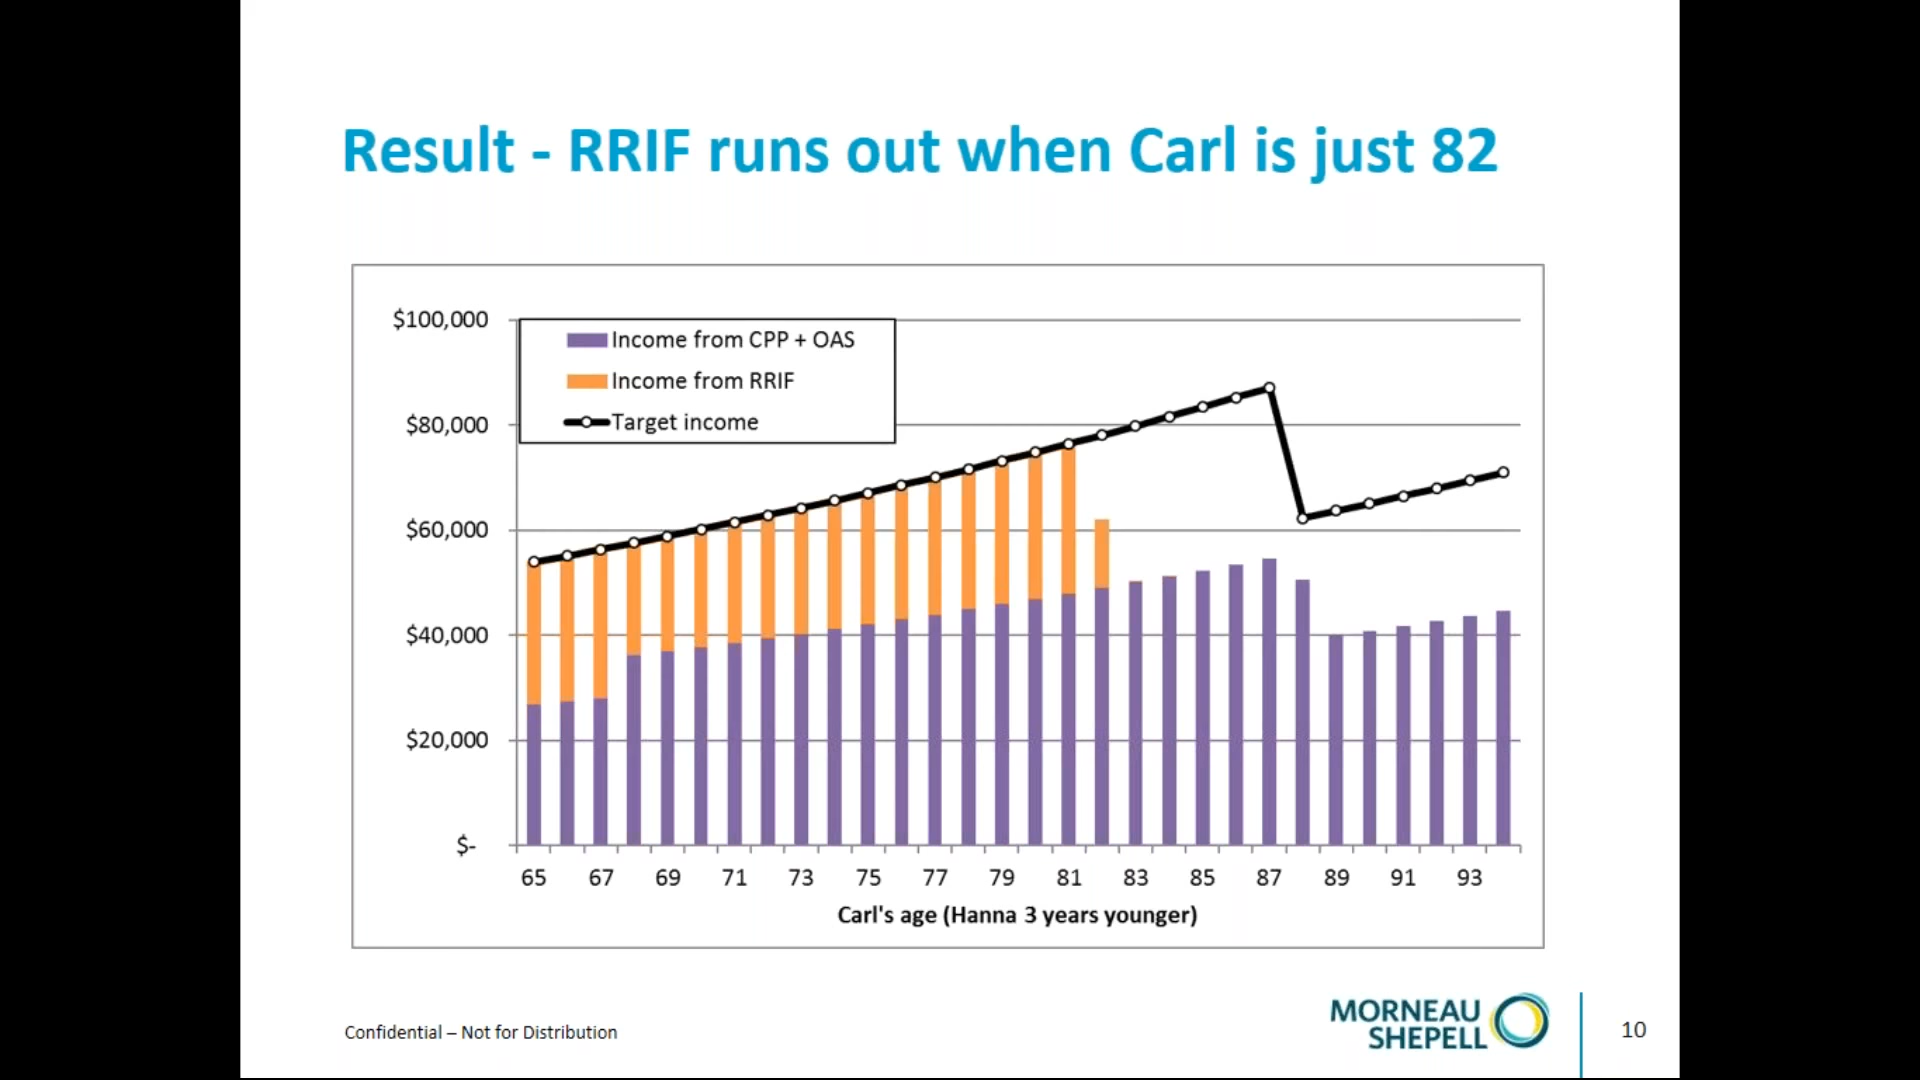 Result - RRIF runs out when Carl is just 82
$100,000
$80,000
$60,000
$40,000
$20,000
$-
Income from CPP + OAS
Income from RRIF
Target income
65 67 69 71 73 75 77 79 81 83 85 87 89 91 93
Carl's age (Hanna 3 years younger)
Confidential – Not for Distribution
MORNEAU
SHEPELL
10